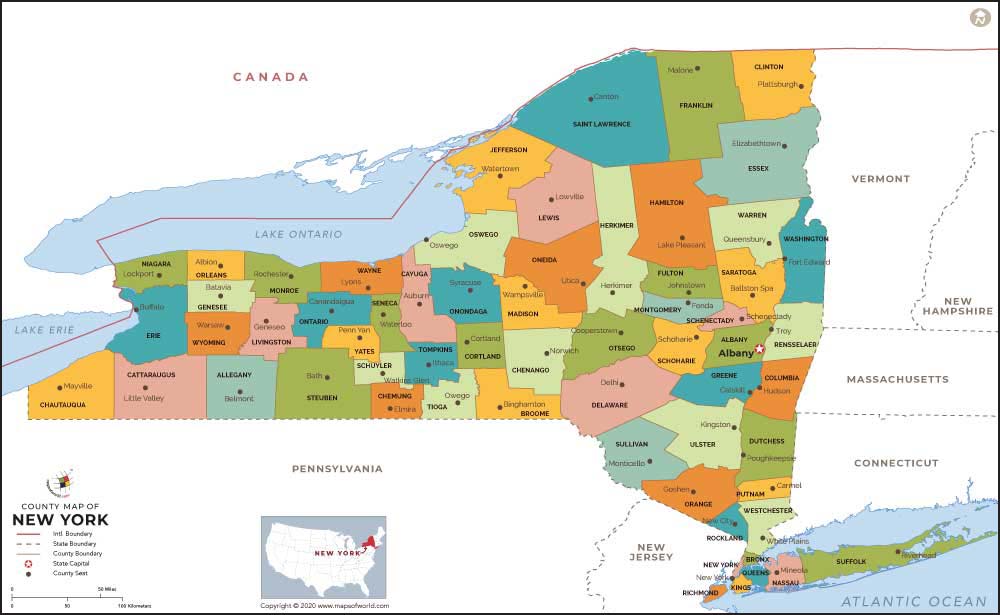 CANADA
CLINTON
Plattsburgh
Malone
FRANKLIN
Canton
SAINT LAWRENCE
Elizabethtown
ESSEX
VERMONT
JEFFERSON
Watertown
Lowville
LEWIS
HAMILTON
Lake Pleasant
HERKIMER
Herkimer
WARREN
Queensbury
WASHINGTON
Fort Edward
LAKE ONTARIO
OSWEGO
Oswego
ONEIDA
Utica
NIAGARA
Lockport
Albion
ORLEANS
Rochester
MONROE
WAYNE
Lyons
CAYUGA
Auburn
Syracuse
ONONDAGA
Wampsville
MADISON
FULTON
Johnstown
SARATOGA
Ballston Spa
MONTGOMERY
Fonda
SCHENECTADY
Schenectady
Batavia
GENESEE
Buffalo
ERIE
LAKE ERIE
Warsaw
WYOMING
Geneseo
LIVINGSTON
Canandaigua
ONTARIO
SENECA
Waterloo
Penn Yan
YATES
TOMPKINS
Ithaca
Cortland
CORTLAND
Norwich
CHENANGO
Cooperstown
OTSEGO
Schoharie
SCHOHARIE
ALBANY
Albany
Troy
RENSSELAER
NEW
HAMPSHIRE
MASSACHUSETTS
Mayville
CHAUTAUQUA
CATTARAUGUS
Little Valley
ALLEGANY
Belmont
Bath
STEUBEN
SCHUYLER
Watkins Glen
CHEMUNG
Elmira
Owego
TIOGA
Binghamton
BROOME
Delhi
DELAWARE
GREENE
Catskill
COLUMBIA
Hudson
Kingston
ULSTER
DUTCHESS
Poughkeepsie
SULLIVAN
Monticello
CONNECTICUT
PENNSYLVANIA
Goshen
ORANGE
Carmel
PUTNAM
WESTCHESTER
White Plains
New City
ROCKLAND
NEW
JERSEY
BRONX
NEW YORK
New York
QUEENS
KINGS
RICHMOND
Mineola
NASSAU
SUFFOLK
Riverhead
ATLANTIC OCEAN
COUNTY MAP OF
NEW YORK
Intl. Boundary
State Boundary
County Boundary
State Capital
County Seat
0 50 Miles
0 50 100 Kilometers
NEW YORK
Copyright © 2020 www.mapsofworld.com
N